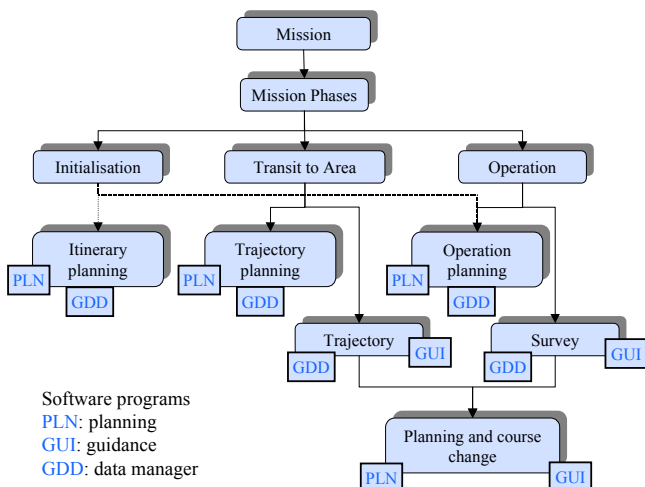 Mission
Mission Phases
Initialisation
Transit to Area
Operation
Itinerary
planning
PLN
GDD
Trajectory
planning
PLN
GDD
Operation
planning
PLN
GDD
Trajectory
GDD
GUI
Survey
GDD
GUI
Planning and course
change
PLN
GUI
Software programs
PLN: planning
GUI: guidance
GDD: data manager